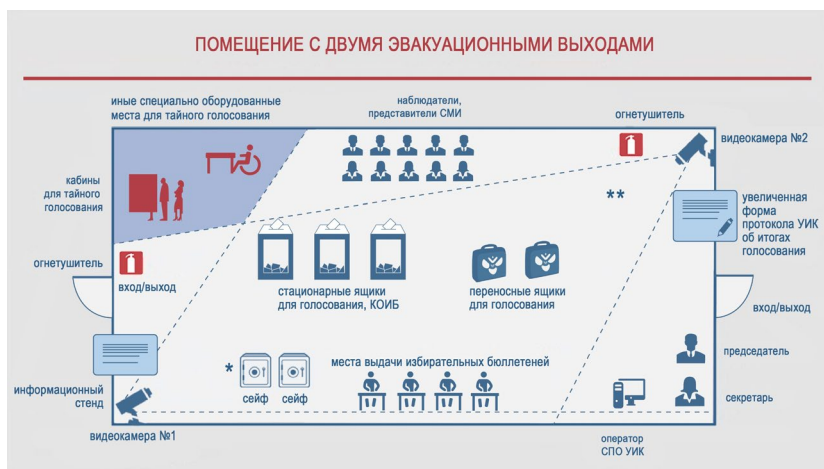 ПОМЕЩЕНИЕ С ДВУМЯ ЭВАКУАЦИОННЫМИ ВЫХОДАМИ
иные специально оборудованные
места для тайного голосования
наблюдатели,
представители СМИ
огнетушитель
видеокамера №2
кабины
для тайного
голосования
**
увеличенная
форма
протокола УИК
об итогах
голосования
огнетушитель
вход/выход
стационарные ящики
для голосования, КОИБ
переносные ящики
для голосования
вход/выход
председатель
*
сейф
сейф
места выдачи избирательных бюллетеней
информационный
стенд
секретарь
видеокамера №1
оператор
СПО УИК